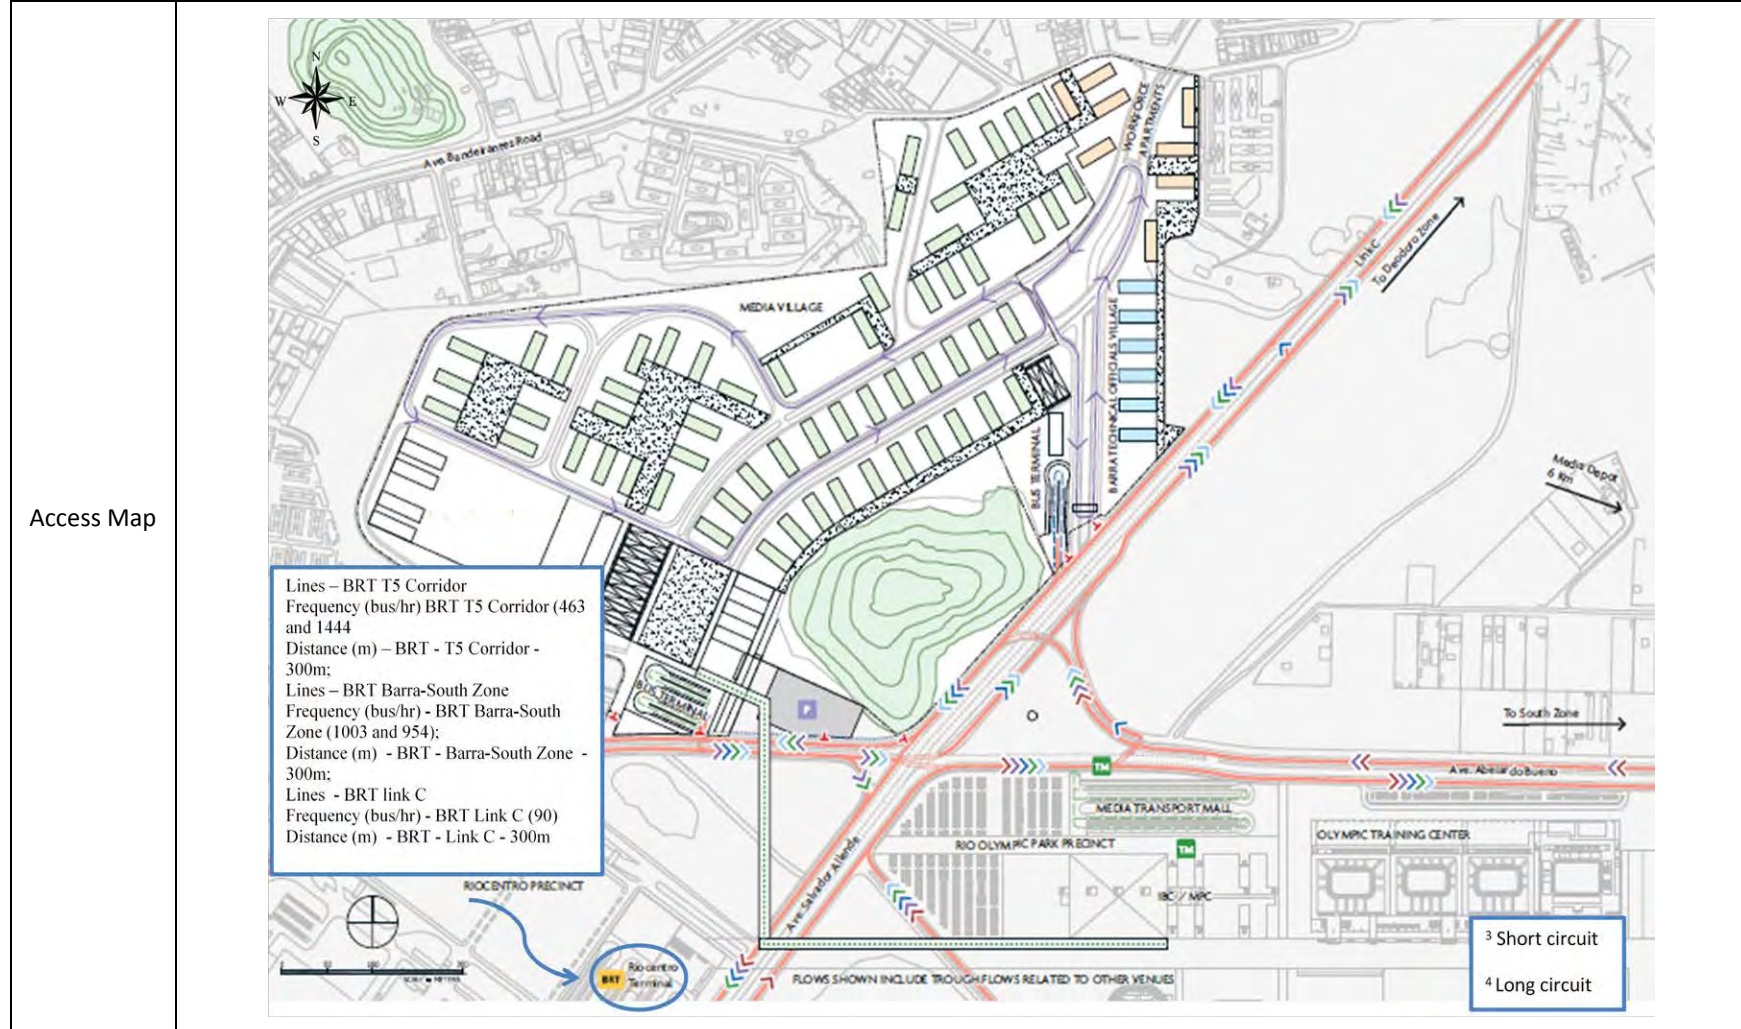 Access Map
N
W
E
S
Ave. Bandeirantes Road
WORKFORCE
APARTMENTS
MEDIA VILLAGE
Link C
To Deodoro Zone
BARRA TECHNICAL OFFICIALS VILLAGE
BUS TERMINAL
Media Depot
6 Km
Lines – BRT T5 Corridor
Frequency (bus/hr) BRT T5 Corridor (463
and 1444
Distance (m) – BRT - T5 Corridor -
300m;
Lines – BRT Barra-South Zone
Frequency (bus/hr) - BRT Barra-South
Zone (1003 and 954);
Distance (m) - BRT - Barra-South Zone -
300m;
Lines - BRT link C
Frequency (bus/hr) - BRT Link C (90)
Distance (m) - BRT - Link C - 300m
BUS TERMINAL
P
To South Zone
TM
Ave. Abelardo Bueno
MEDIA TRANSPORT MALL
OLYMPIC TRAINING CENTER
RIO OLYMPIC PARK PRECINCT
TM
IBC / MPC
Ave. Salvador Allende
RIOCENTRO PRECINCT
BRT
Riocentro
Terminal
FLOWS SHOWN INCLUDE TROUGH FLOWS RELATED TO OTHER VENUES
3 Short circuit
4 Long circuit